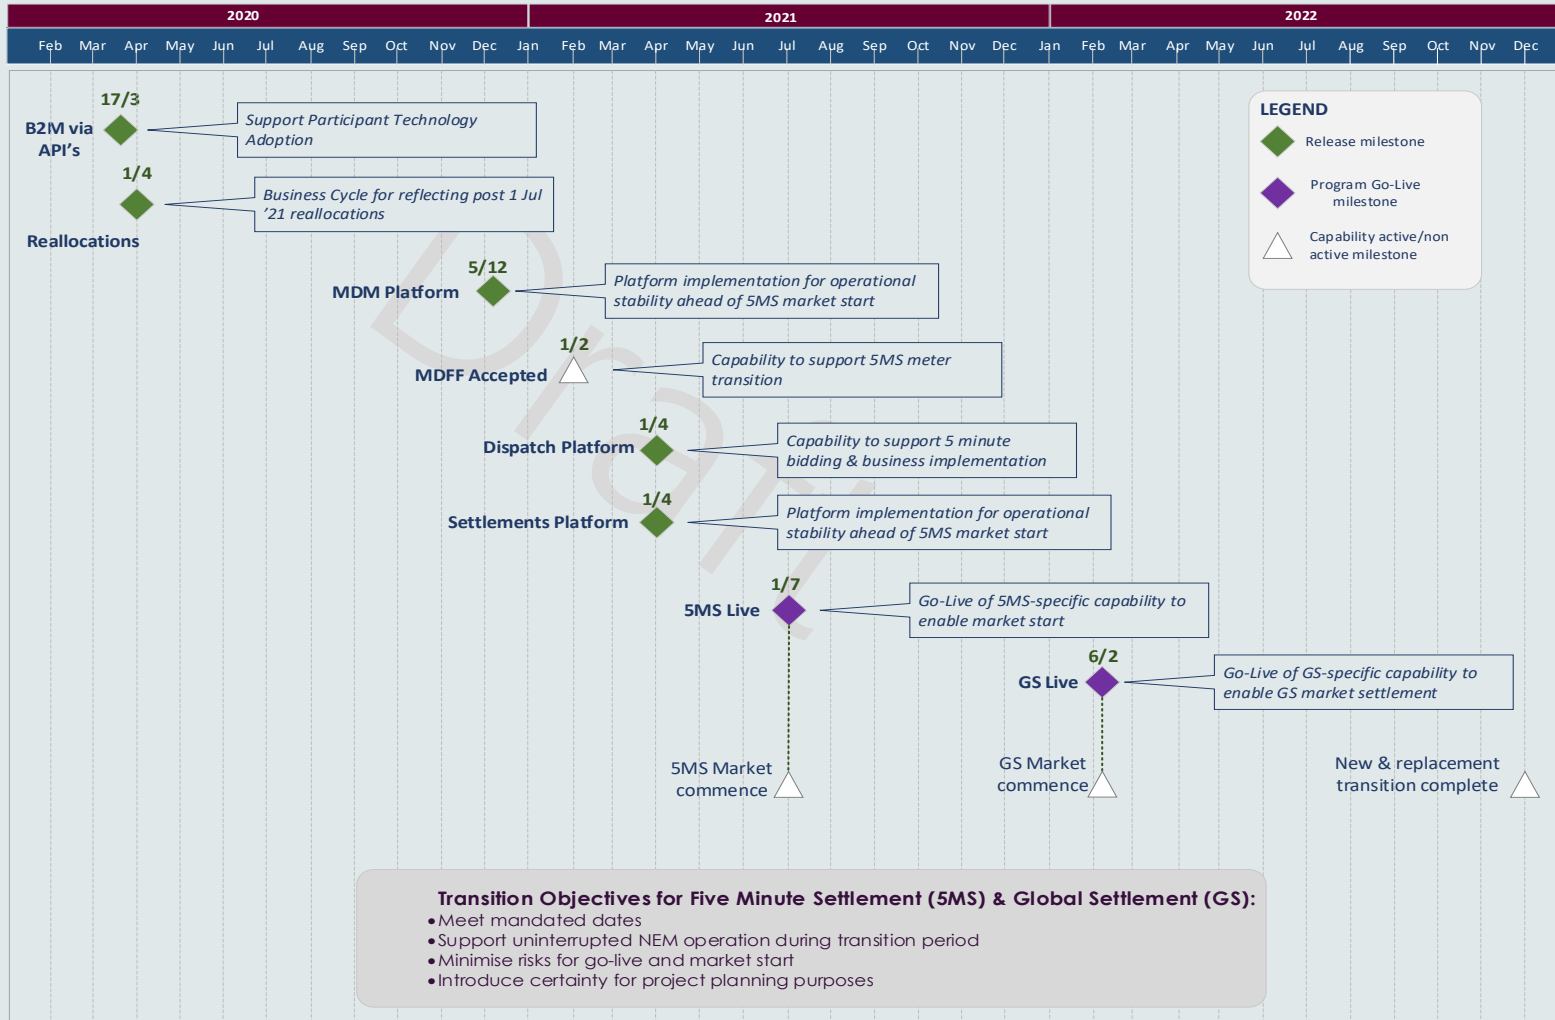 2020 2021 2022
Feb Mar Apr May Jun Jul Aug Sep Oct Nov Dec Jan Feb Mar Apr May Jun Jul Aug Sep Oct Nov Dec Jan Feb Mar Apr May Jun Jul Aug Sep Oct Nov Dec
17/3
B2M via
API's
Support Participant Technology
Adoption
1/4
Reallocations
Business Cycle for reflecting post 1 Jul
'21 reallocations
5/12
MDM Platform
Platform implementation for operational
stability ahead of 5MS market start
1/2
MDFF Accepted
Capability to support 5MS meter
transition
1/4
Dispatch Platform
Capability to support 5 minute
bidding & business implementation
1/4
Settlements Platform
Platform implementation for operational
stability ahead of 5MS market start
1/7
5MS Live
Go-Live of 5MS-specific capability to
enable market start
6/2
GS Live
Go-Live of GS-specific capability to
enable GS market settlement
5MS Market
commence
GS Market
commence
New & replacement
transition complete
LEGEND
Release milestone
Program Go-Live
milestone
Capability active/non
active milestone
Draft
Transition Objectives for Five Minute Settlement (5MS) & Global Settlement (GS):
•Meet mandated dates
•Support uninterrupted NEM operation during transition period
•Minimise risks for go-live and market start
•Introduce certainty for project planning purposes